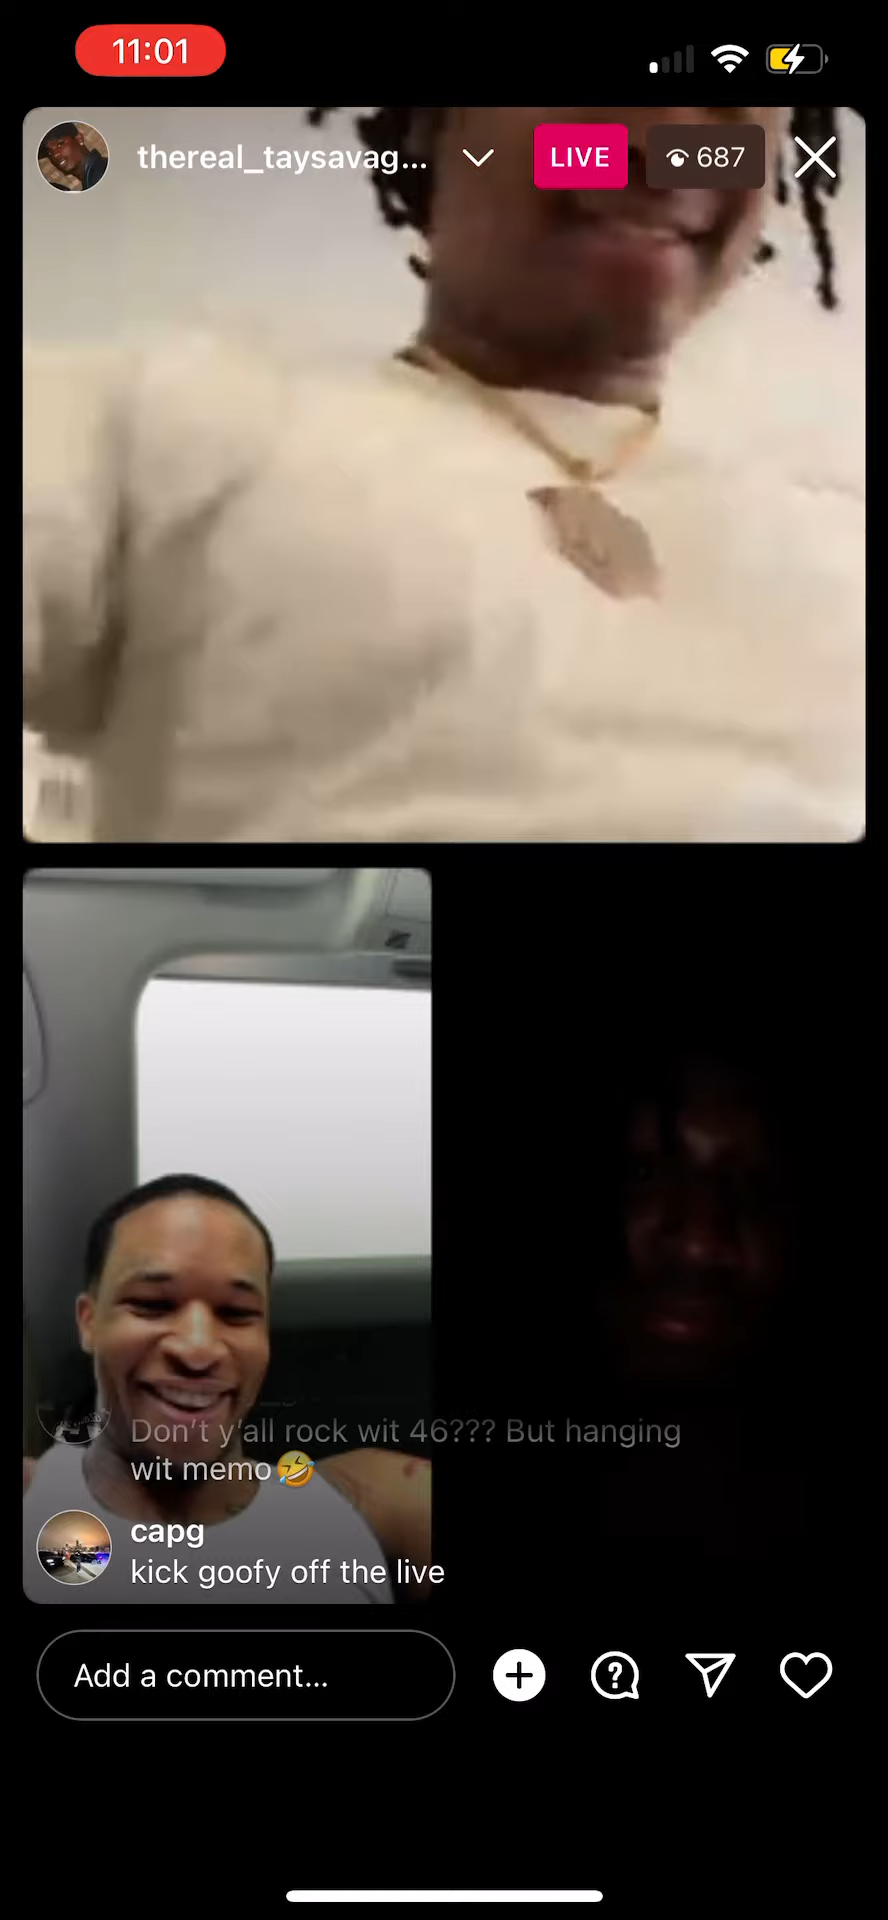 11:01
thereal_taysavag...
LIVE
687
Don't y'all rock wit 46??? But hanging
wit memo🤣
capg
kick goofy off the live
Add a comment...